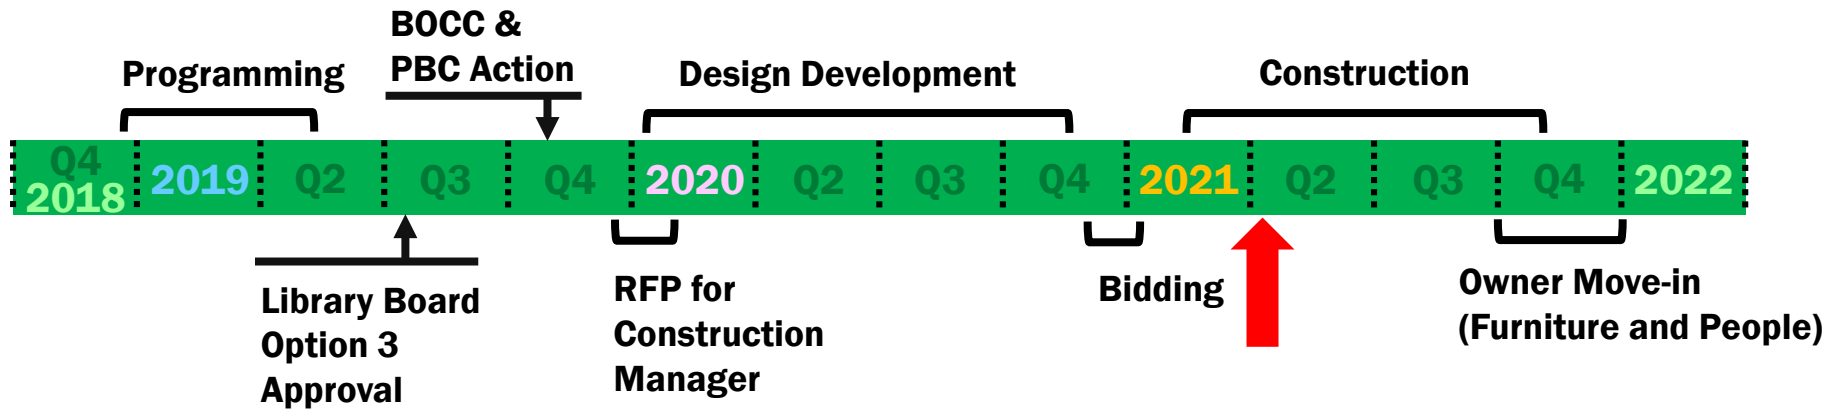 BOCC &
PBC Action
Programming
Design Development
Construction
Q4
2018
2019
Q2
Q3
Q4
2020
Q2
Q3
Q4
2021
Q2
Q3
Q4
2022
Library Board
Option 3
Approval
RFP for
Construction
Manager
Bidding
Owner Move-in
(Furniture and People)